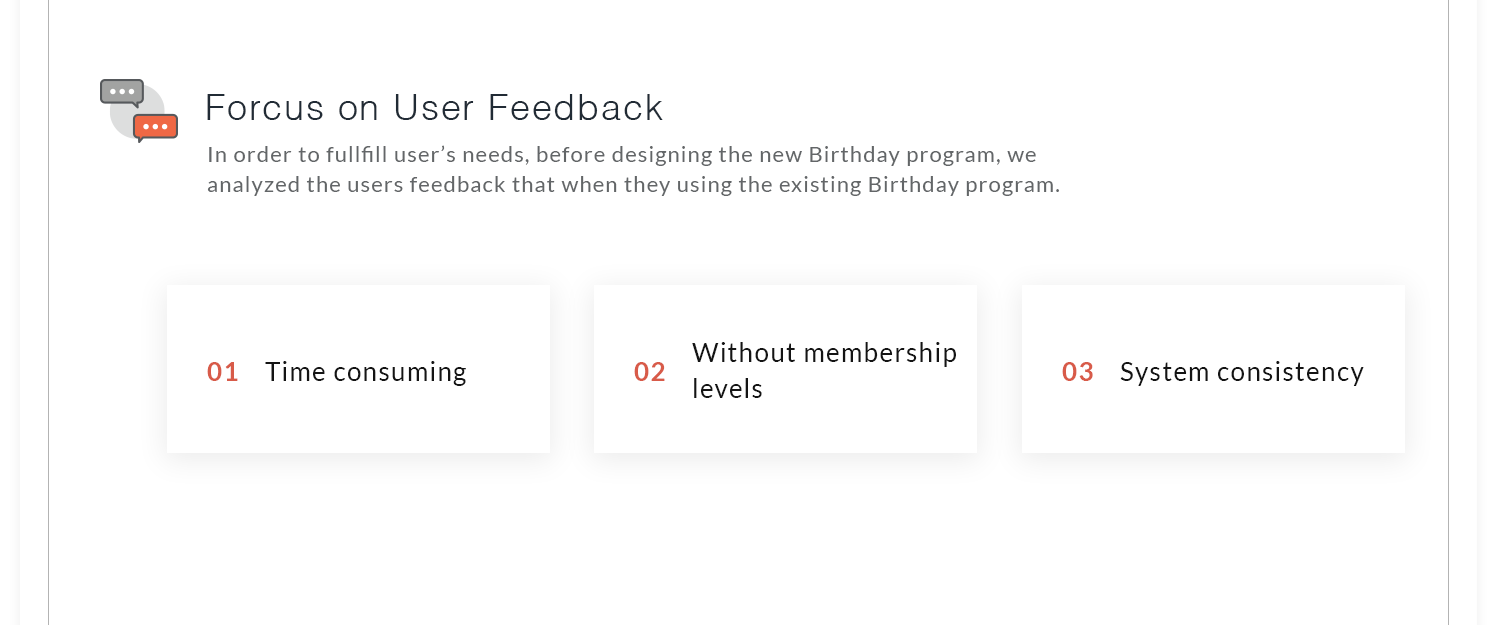 Forcus on User Feedback
In order to fullfill user’s needs, before designing the new Birthday program, we
analyzed the users feedback that when they using the existing Birthday program.
01 Time consuming
02 Without membership
levels
03 System consistency